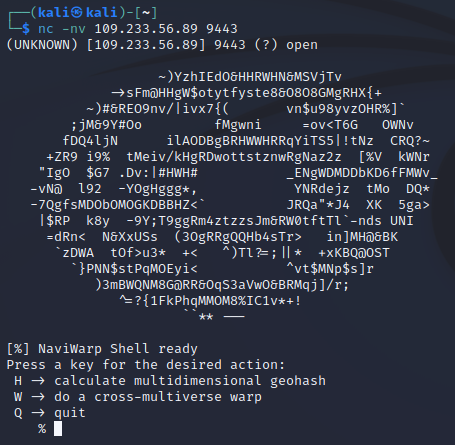 ┌──(kali㉿kali)-[~]
└─$ nc -nv 109.233.56.89 9443
(UNKNOWN) [109.233.56.89] 9443 (?) open
~)YzhIEdO&HHRWHN&MSVjTv
->sFm@HHgW$otytfyste8&O8O8GMgRHX{+
~)#&REO9nv/|ivx7{( vn$u98yvzOHR%]`
;jM&9Y#Oo fMgwni =ov<T6G OWNv
fDQ4ljN ilAODBgBRHWWHRRqYiTS5|!tNz CRQ?~
+ZR9 i9% tMeiv/kHgRDwottstznwRgNaz2z [%V kWNr
"IgO $G7 .Dv:|#HWH# _ENgWDMDDbKD6fFMWv_
-vN@ l92 -YOgHggg*, YNRdejz tMo DQ*
-7QgfsMDObOMOGKDBBHZ<` JRQa"*J4 XK 5ga>
|$RP k8y -9Y;T9ggRm4ztzzsJm&RW0tftTl`-nds UNI
=dRn< N&XxUSs (3OgRRgQQHb4sTr> in]MH@&BK
`zDWA tOf>u3* +< ^)Tl?=;||* +xKBQ@OST
`}PNN$stPqMOEyi< ^vt$MNp$s]r
)3mBWQNM8G@RR&OqS3aVwO&BRMqj]/r;
^=?{1FkPhqMMOM8%IC1v*+!
``** ---
[%] NaviWarp Shell ready
Press a key for the desired action:
H -> calculate multidimensional geohash
W -> do a cross-multiverse warp
Q -> quit
%